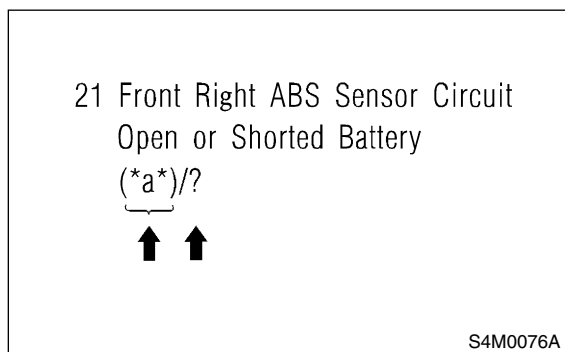 21 Front Right ABS Sensor Circuit
Open or Shorted Battery
(*a*)/?
S4M0076A